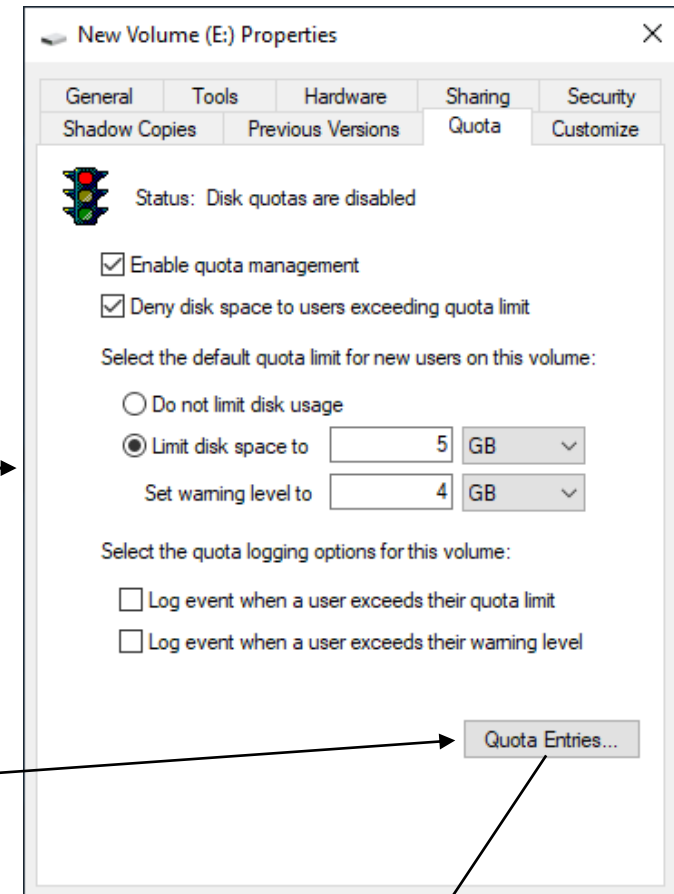 New Volume (E:) Properties
General Tools Hardware Sharing Security
Shadow Copies Previous Versions Quota Customize
Status: Disk quotas are disabled
Enable quota management
Deny disk space to users exceeding quota limit
Select the default quota limit for new users on this volume:
Do not limit disk usage
Limit disk space to 5 GB
Set warning level to 4 GB
Select the quota logging options for this volume:
Log event when a user exceeds their quota limit
Log event when a user exceeds their warning level
Quota Entries...